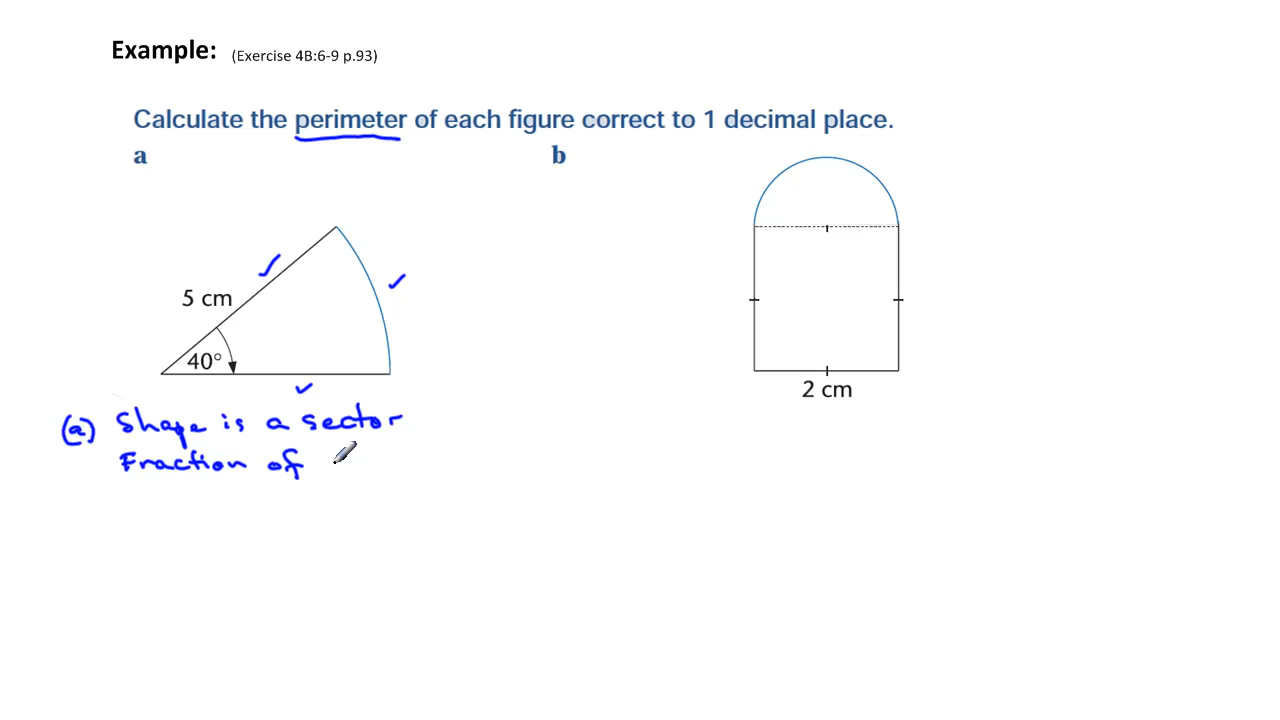 Example: (Exercise 4B:6-9 p.93)
Calculate the perimeter of each figure correct to 1 decimal place.
a
b
5 cm
40°
2 cm
(a) Shape is a sector
Fraction of